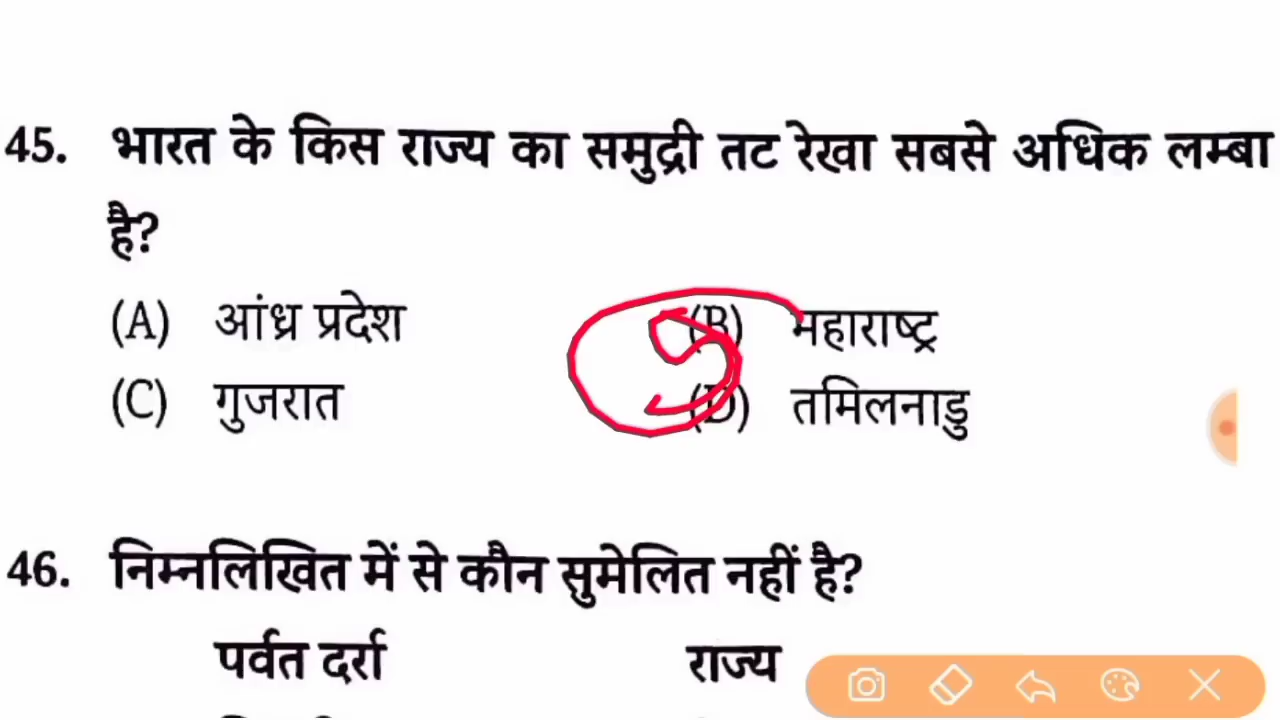 45. भारत के किस राज्य का समुद्री तट रेखा सबसे अधिक लम्बा
है?
(A) आंध्र प्रदेश (B) महाराष्ट्र
(C) गुजरात (D) तमिलनाडु
46. निम्नलिखित में से कौन सुमेलित नहीं है?
पर्वत दर्रा राज्य